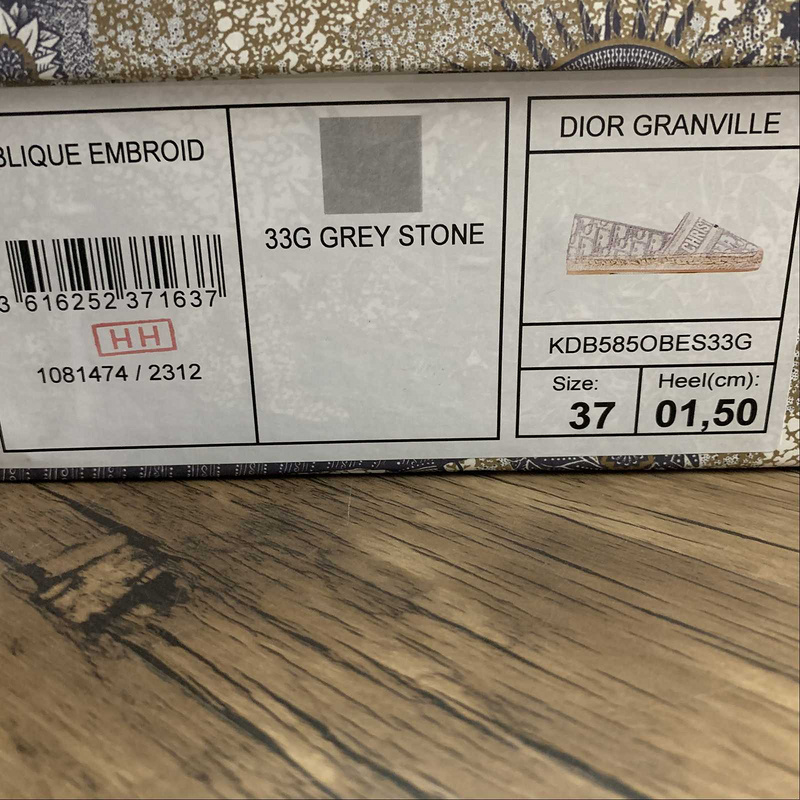 BLIQUE EMBROID
3 616252 371637
HH
1081474 / 2312
33G GREY STONE
DIOR GRANVILLE
KDB585OBES33G
Size:
37
Heel(cm):
01,50